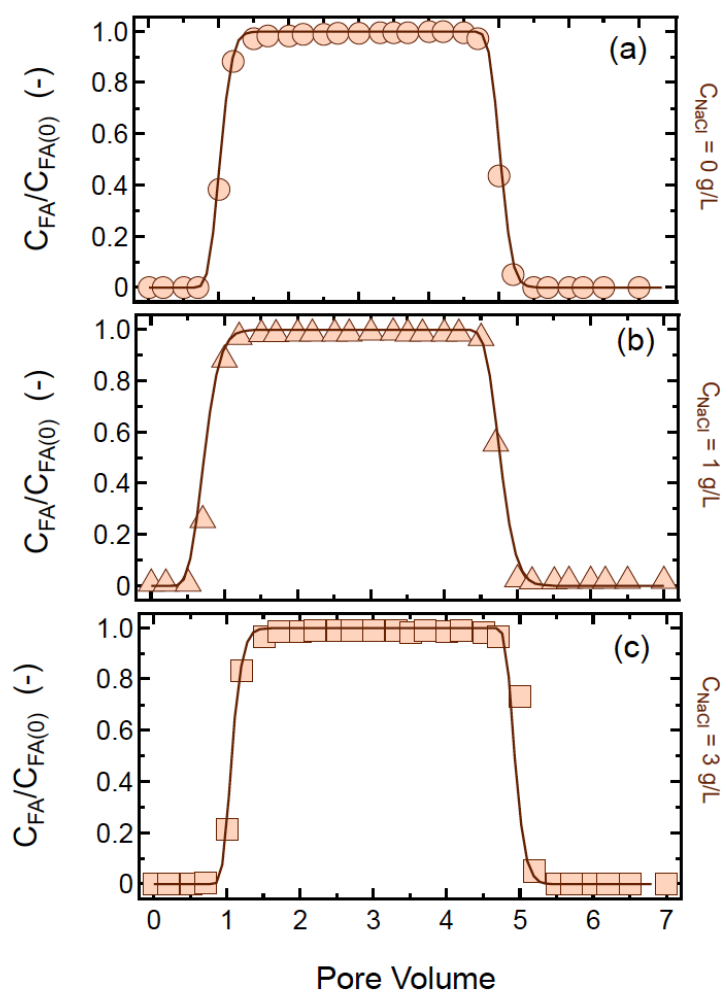 1.0
0.8
0.6
0.4
0.2
0
C_FA/C_FA(0) (-)
(a)
C_NaCl = 0 g/L
1.0
0.8
0.6
0.4
0.2
0
C_FA/C_FA(0) (-)
(b)
C_NaCl = 1 g/L
1.0
0.8
0.6
0.4
0.2
0
C_FA/C_FA(0) (-)
(c)
C_NaCl = 3 g/L
0 1 2 3 4 5 6 7
Pore Volume